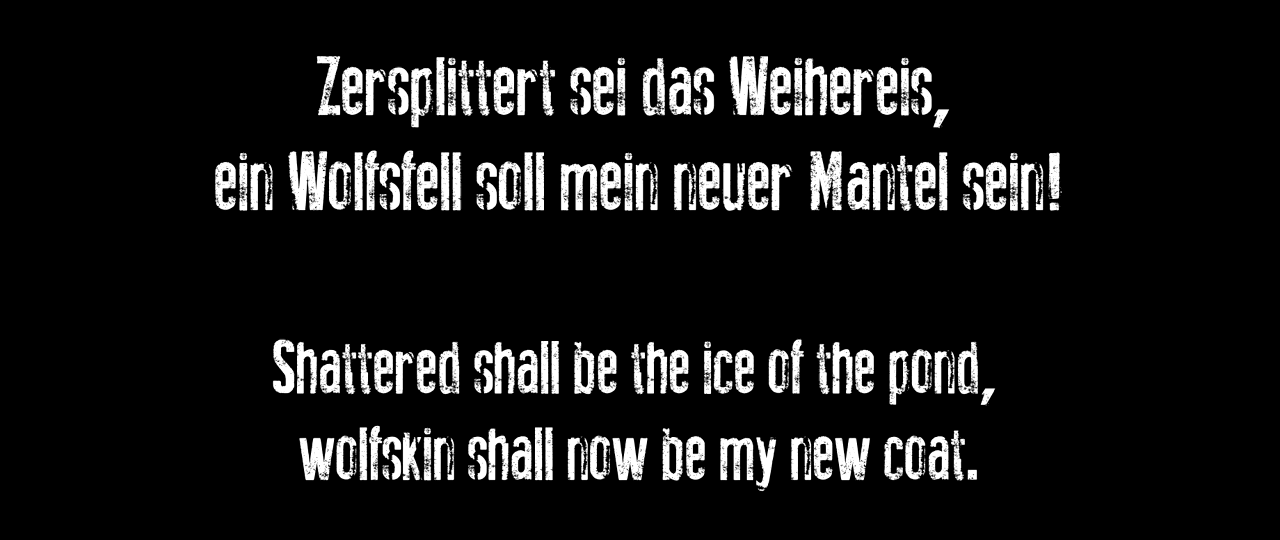 Zersplittert sei das Weihereis,
ein Wolfsfell soll mein neuer Mantel sein!
Shattered shall be the ice of the pond,
wolfskin shall now be my new coat.